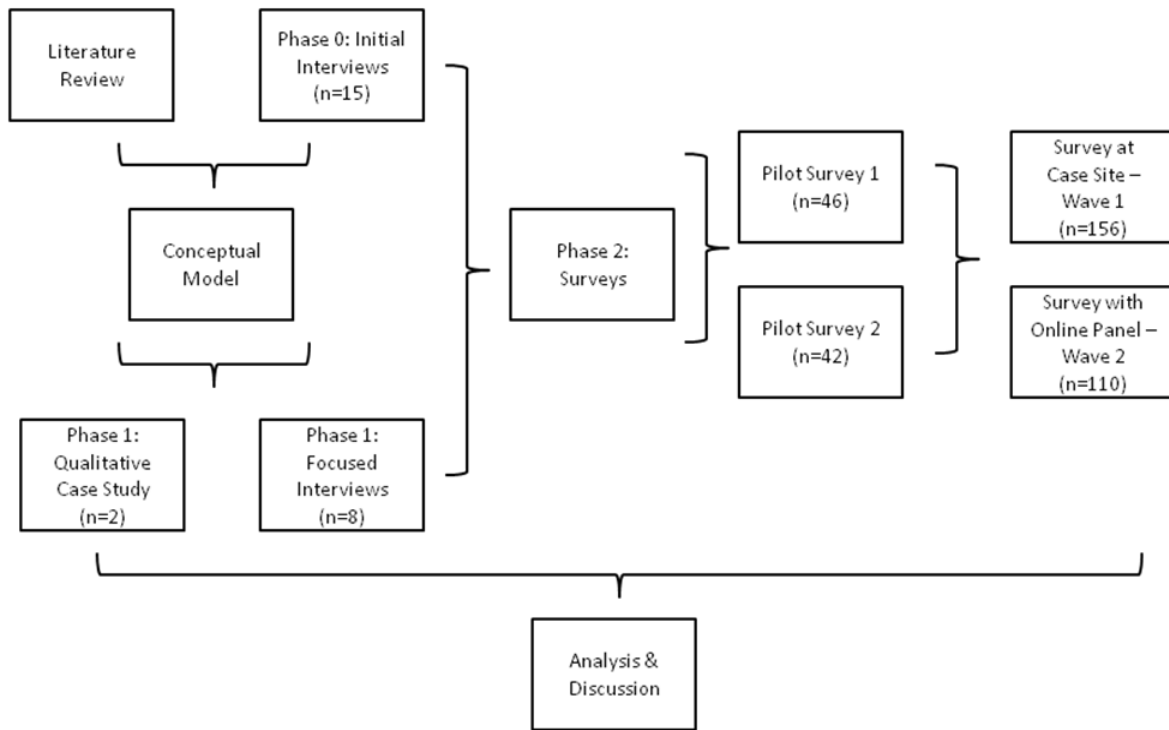 Literature
Review
Phase 0: Initial
Interviews
(n=15)
Conceptual
Model
Phase 1:
Qualitative
Case Study
(n=2)
Phase 1:
Focused
Interviews
(n=8)
Phase 2:
Surveys
Pilot Survey 1
(n=46)
Pilot Survey 2
(n=42)
Survey at
Case Site –
Wave 1
(n=156)
Survey with
Online Panel –
Wave 2
(n=110)
Analysis &
Discussion